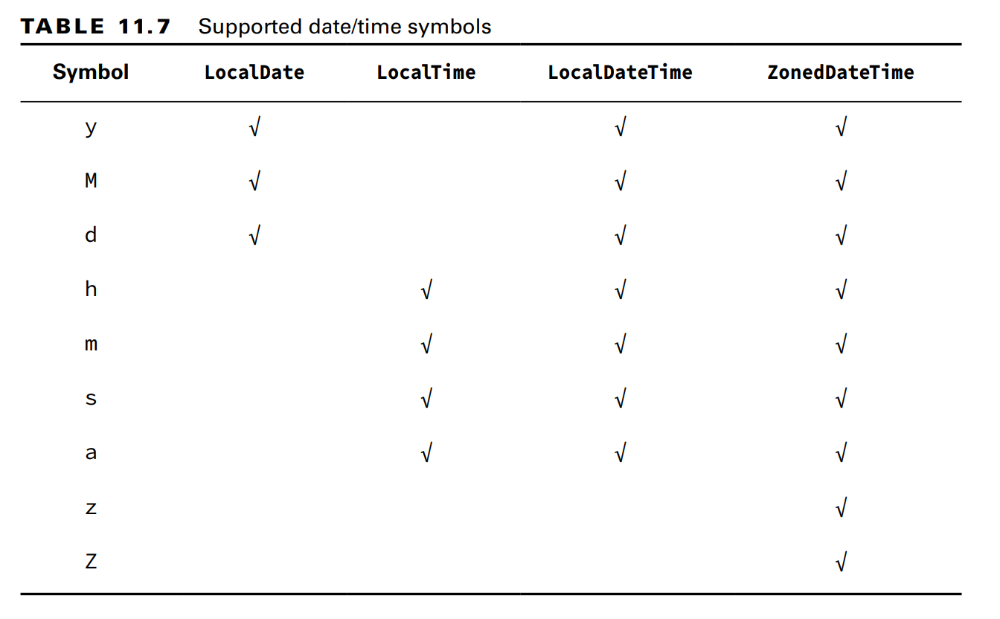 TABLE 11.7 Supported date/time symbols
Symbol LocalDate LocalTime LocalDateTime ZonedDateTime
y √ √ √
M √ √ √
d √ √ √
h √ √ √
m √ √ √
s √ √ √
a √ √ √
z √
Z √